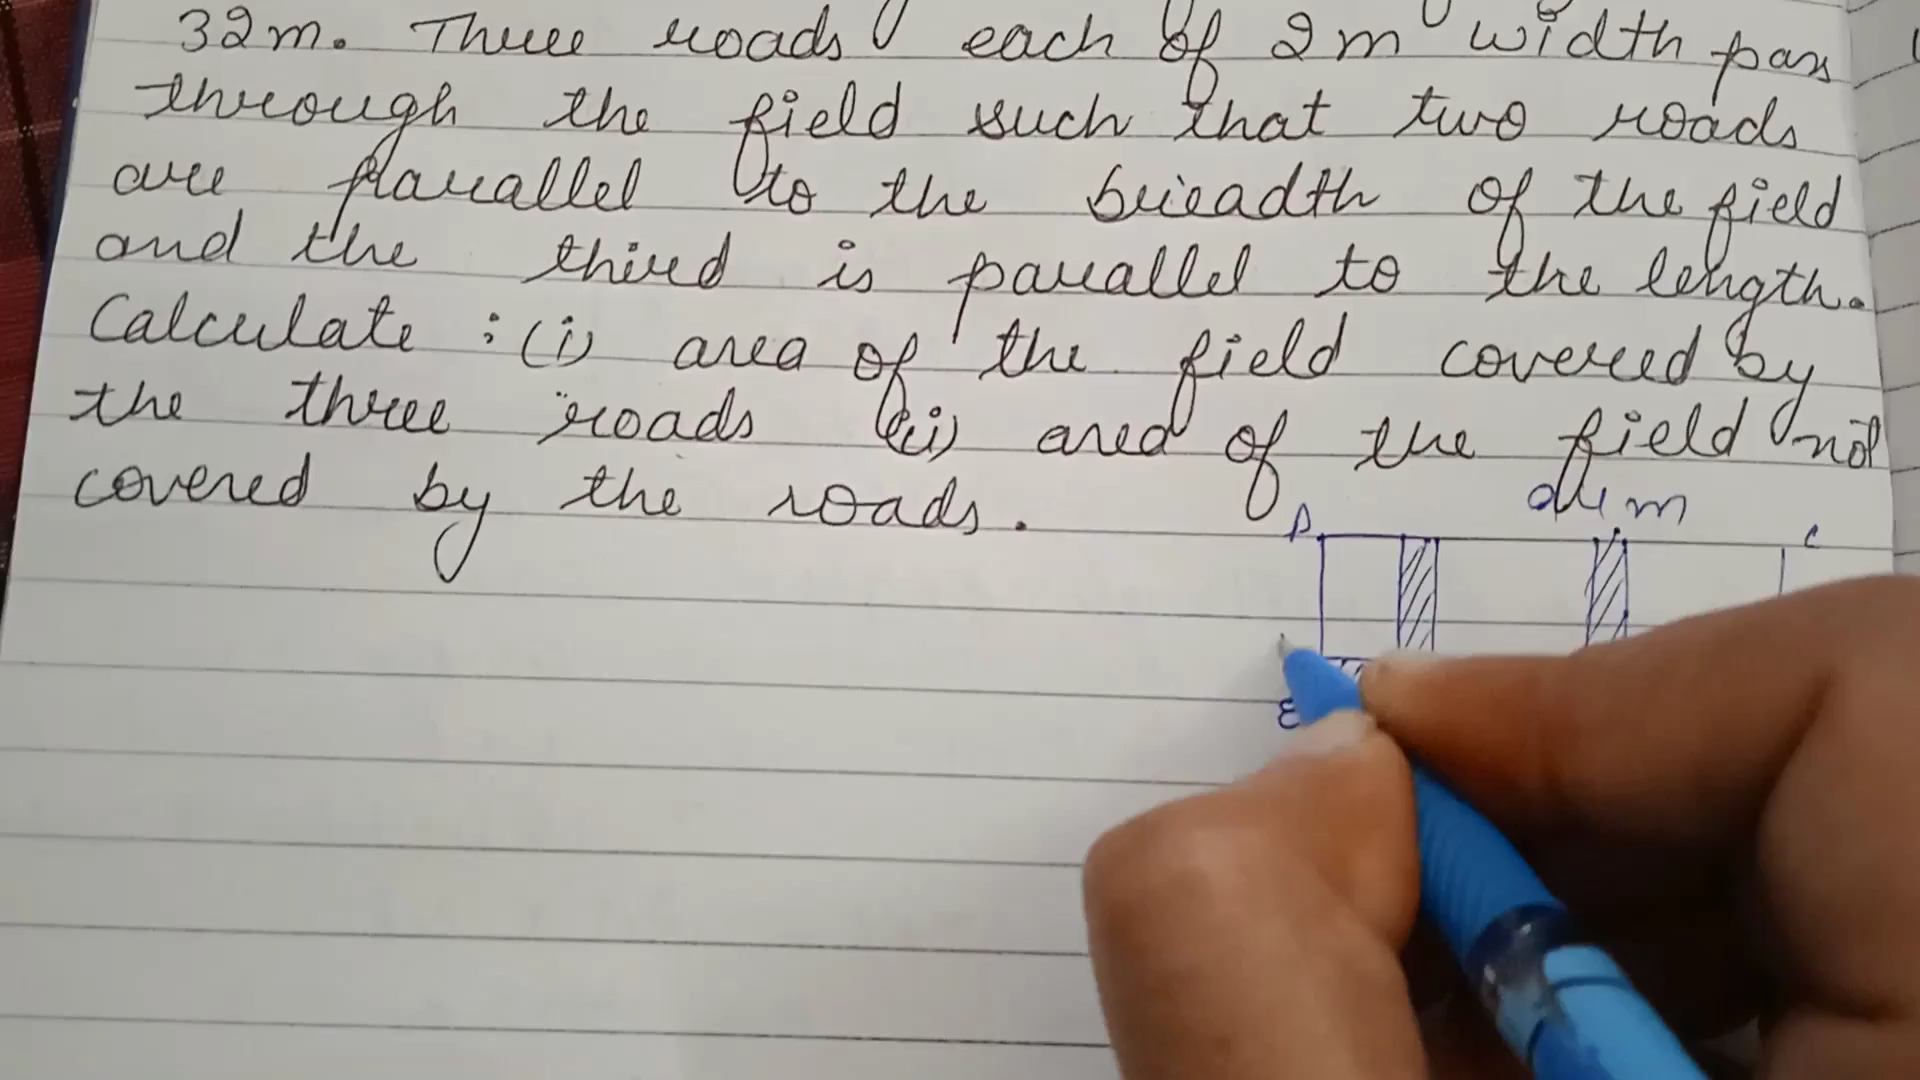 32m. Three roads each of 2m width pass
through the field such that two roads
are parallel to the breadth of the field
and the third is parallel to the length.
Calculate : (i) area of the field covered by
the three roads (ii) area of the field not
covered by the roads.
m
D C
E